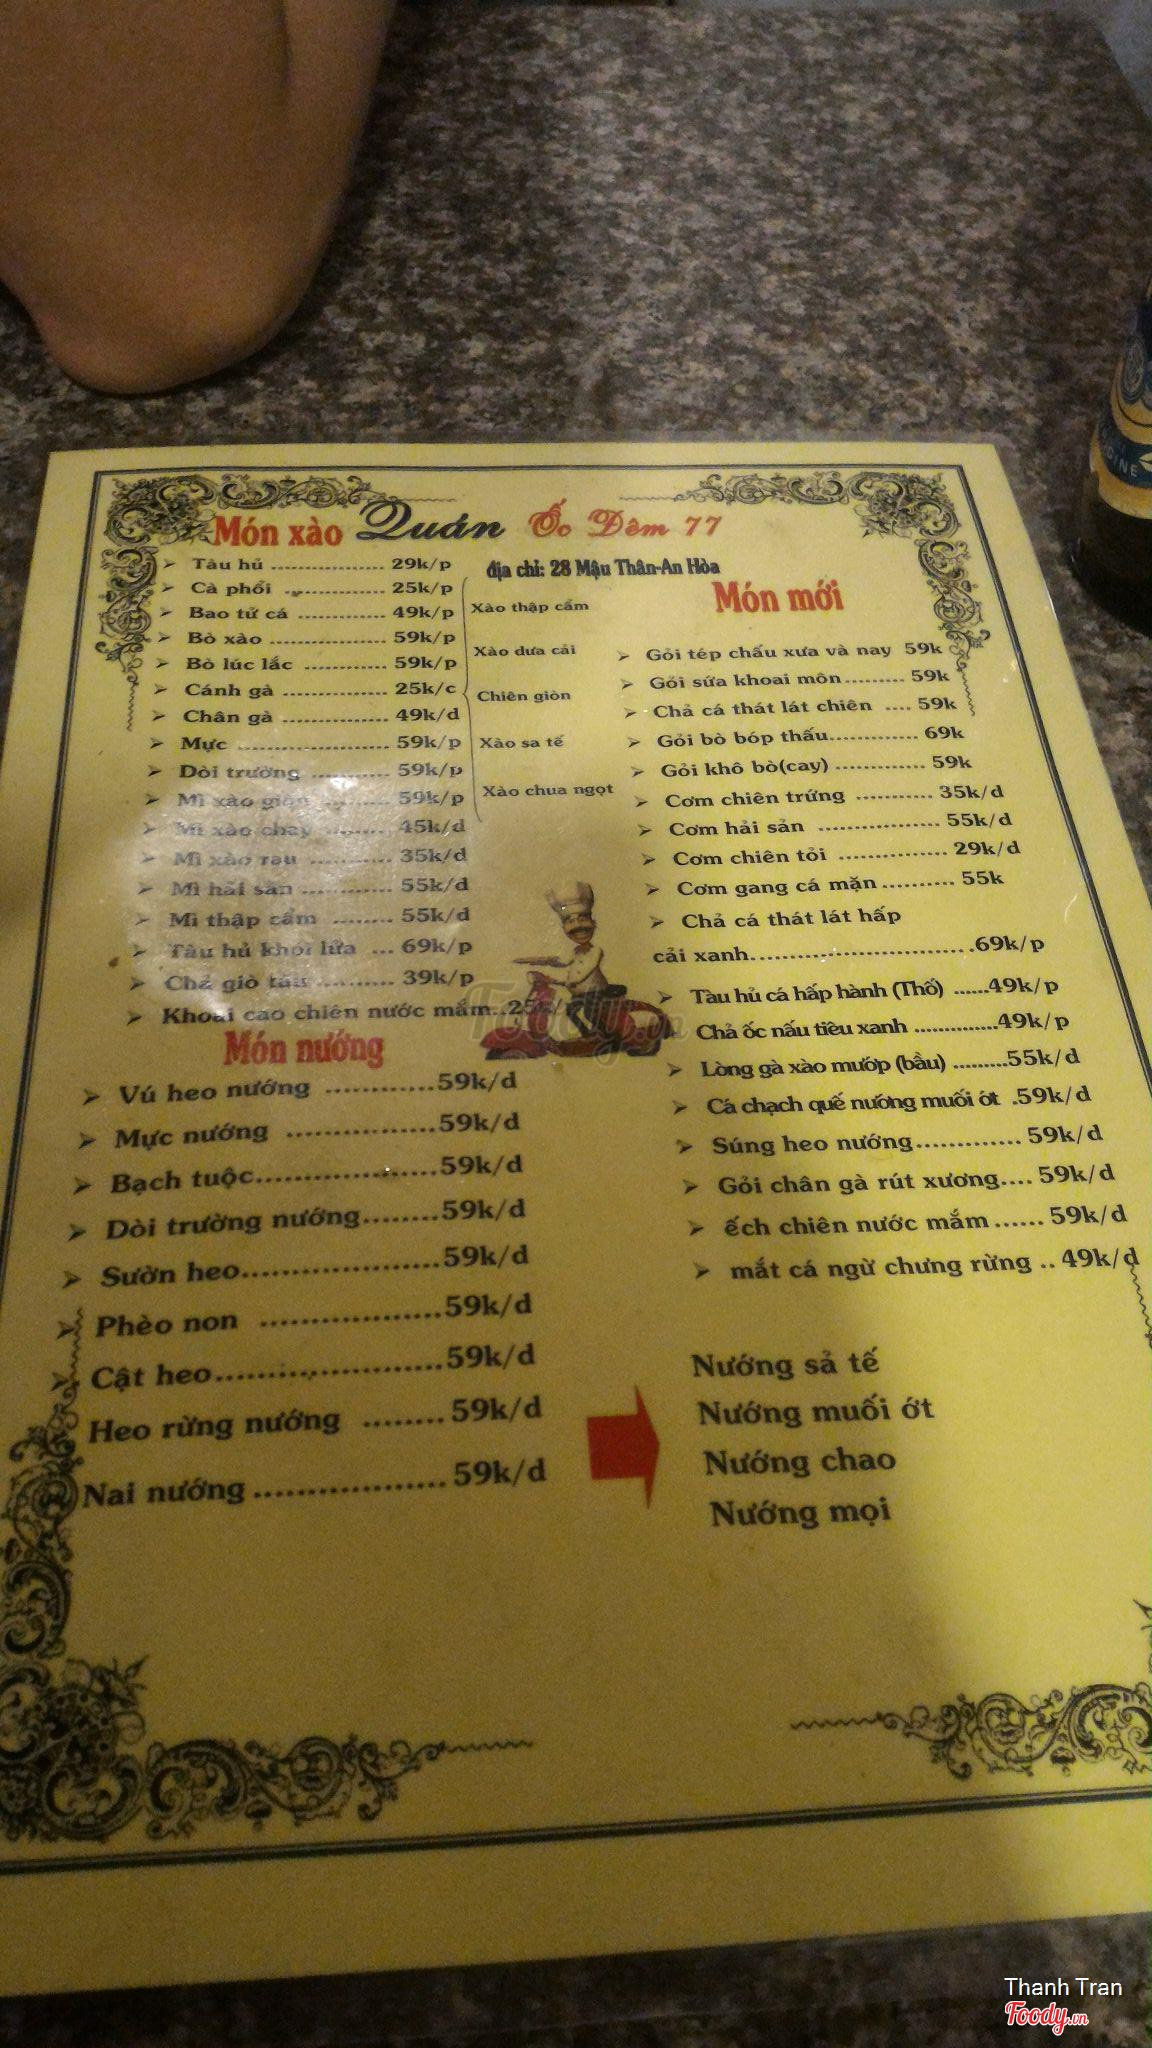 Quán Ốc Đêm 77
địa chỉ: 28 Mậu Thân-An Hòa
Món xào
Tàu hủ ................... 29k/p
Cà phổi ................. 25k/p
Bao tử cá ............... 49k/p
Bò xào ..................... 59k/p
Bò lúc lắc ............... 59k/p
Cánh gà ................... 25k/c
Chân gà ................... 49k/d
Mực .......................... 59k/p
Dòi trường ............. 59k/p
Mì xào giòn ........... 59k/p
Mì xào chay .......... 45k/d
Mì xào rau ............ 35k/d
Mì hải sản ............. 55k/d
Mì thập cẩm ......... 55k/d
Tàu hủ khói lửa ... 69k/p
Chả giò ............ 39k/p
Khoai cao chiên nước mắm..25k/
Xào thập cẩm
Xào dưa cải
Chiên giòn
Xào sa tế
Xào chua ngọt
Món nướng
Vú heo nướng ............59k/d
Mực nướng ................59k/d
Bạch tuộc....................59k/d
Dòi trường nướng........59k/d
Sườn heo.....................59k/d
Phèo non ...................59k/d
Cật heo........................59k/d
Heo rừng nướng ........59k/d
Nai nướng ...................59k/d
Món mới
Gỏi tép chấu xưa và nay 59k
Gỏi sứa khoai môn......... 59k
Chả cá thát lát chiên .... 59k
Gỏi bò bóp thấu............. 69k
Gỏi khô bò(cay) ............. 59k
Cơm chiên trứng ........... 35k/d
Cơm hải sản ................. 55k/d
Cơm chiên tỏi ............... 29k/d
Cơm gang cá mặn.......... 55k
Chả cá thát lát hấp
cải xanh..............................69k/p
Tàu hủ cá hấp hành (Thố) ......49k/p
Chả ốc nấu tiêu xanh ..............49k/p
Lòng gà xào mướp (bầu) .........55k/d
Cá chạch quế nướng muối ớt .59k/d
Súng heo nướng............. 59k/d
Gỏi chân gà rút xương.... 59k/d
ếch chiên nước mắm...... 59k/d
mắt cá ngừ chưng rừng .. 49k/d
Nướng sả tế
Nướng muối ớt
Nướng chao
Nướng mọi
Foody.vn
Thanh Tran
Foody.vn